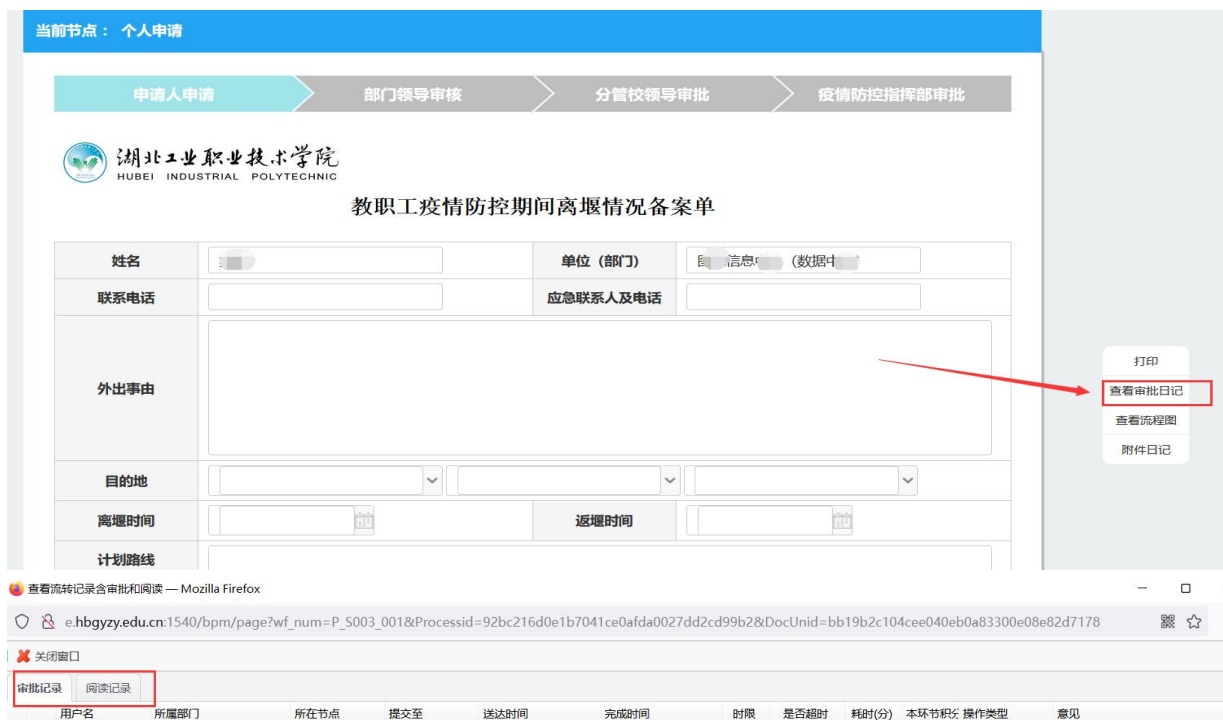 当前节点： 个人申请
申请人申请 部门领导审核 分管校领导审批 疫情防控指挥部审批
湖北工业职业技术学院
HUBEI INDUSTRIAL POLYTECHNIC
教职工疫情防控期间离堰情况备案单
姓名 单位（部门） 信息 （数据中
联系电话 应急联系人及电话
外出事由
打印
查看审批日记
查看流程图
附件日记
目的地
离堰时间 返堰时间
计划路线
查看流转记录含审批和阅读 — Mozilla Firefox
e.hbgyzy.edu.cn:1540/bpm/page?wf_num=P_S003_001&Processid=92bc216d0e1b7041ce0afda0027dd2cd99b2&DocUnid=bb19b2c104cee040eb0a83300e08e82d7178
关闭窗口
审批记录 阅读记录
用户名 所属部门 所在节点 提交至 送达时间 完成时间 时限 是否超时 耗时(分) 本环节积分 操作类型 意见